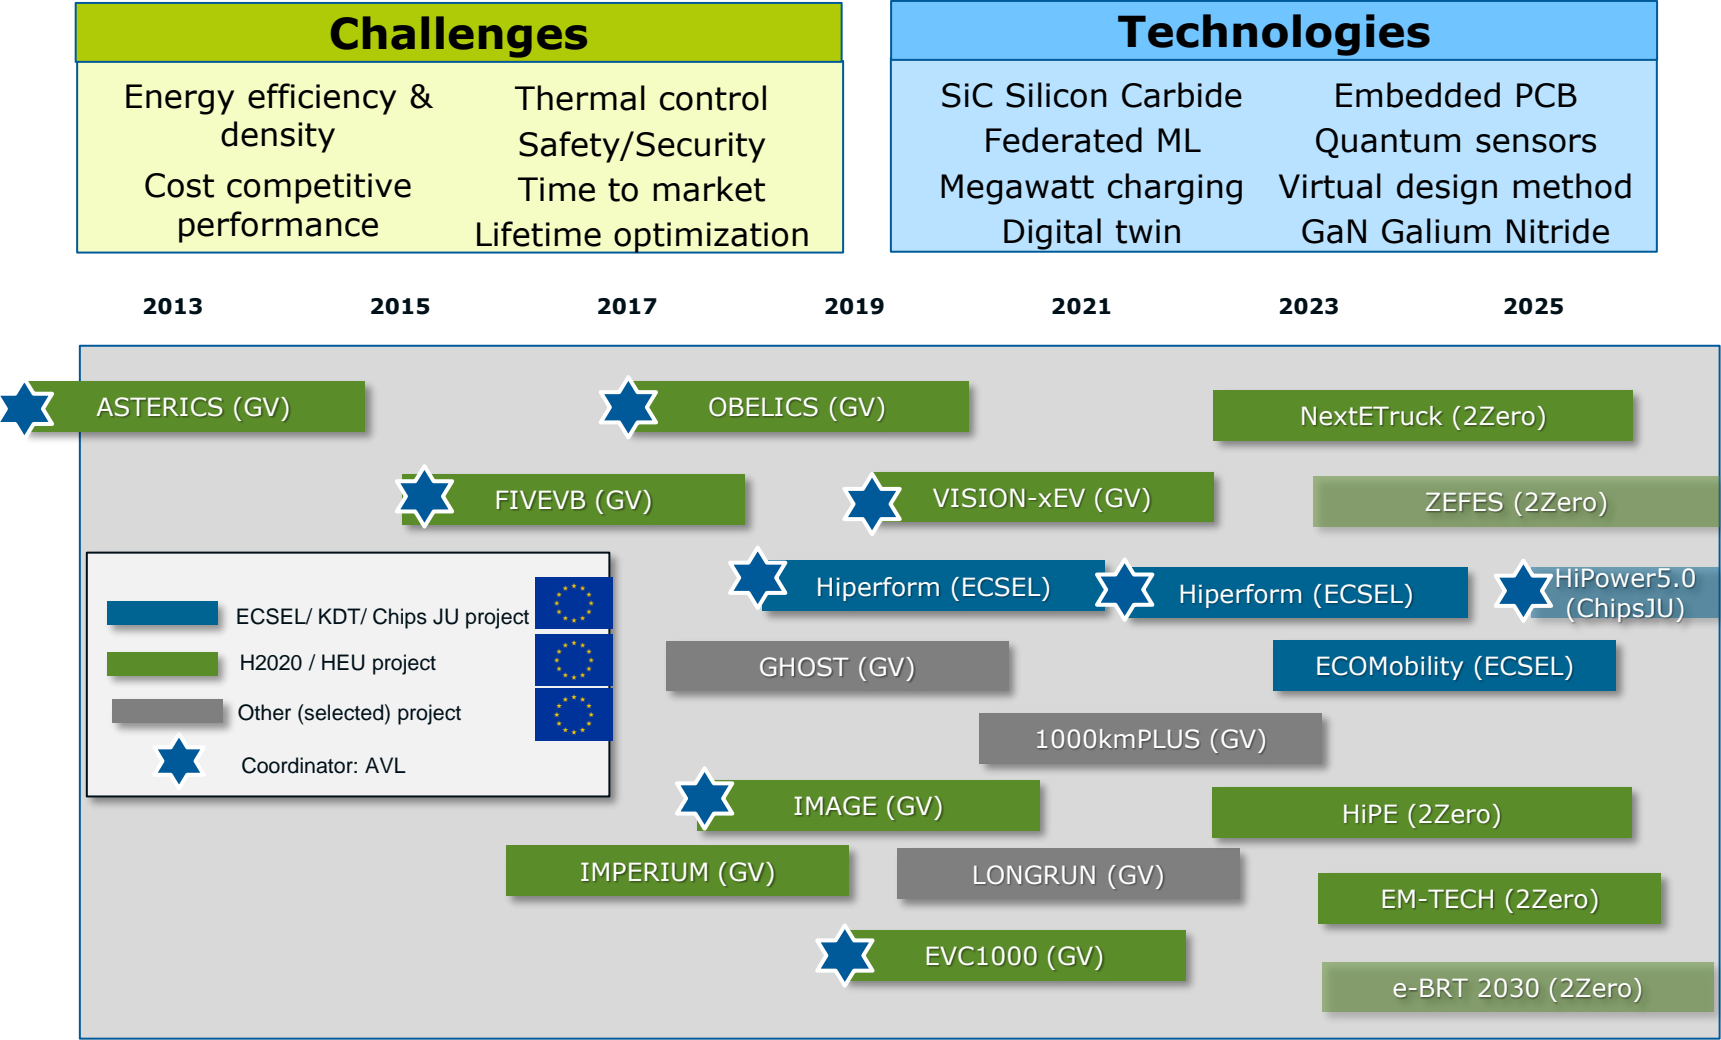 Challenges
Energy efficiency &
density
Cost competitive
performance
Thermal control
Safety/Security
Time to market
Lifetime optimization
Technologies
SiC Silicon Carbide
Federated ML
Megawatt charging
Digital twin
Embedded PCB
Quantum sensors
Virtual design method
GaN Galium Nitride
2013 2015 2017 2019 2021 2023 2025
ASTERICS (GV)
OBELICS (GV)
NextETruck (2Zero)
FIVEVB (GV)
VISION-xEV (GV)
ZEFES (2Zero)
Hiperform (ECSEL)
Hiperform (ECSEL)
HiPower5.0
(ChipsJU)
ECSEL/ KDT/ Chips JU project
H2020 / HEU project
Other (selected) project
Coordinator: AVL
GHOST (GV)
ECOMobility (ECSEL)
1000kmPLUS (GV)
IMAGE (GV)
HiPE (2Zero)
IMPERIUM (GV)
LONGRUN (GV)
EM-TECH (2Zero)
EVC1000 (GV)
e-BRT 2030 (2Zero)